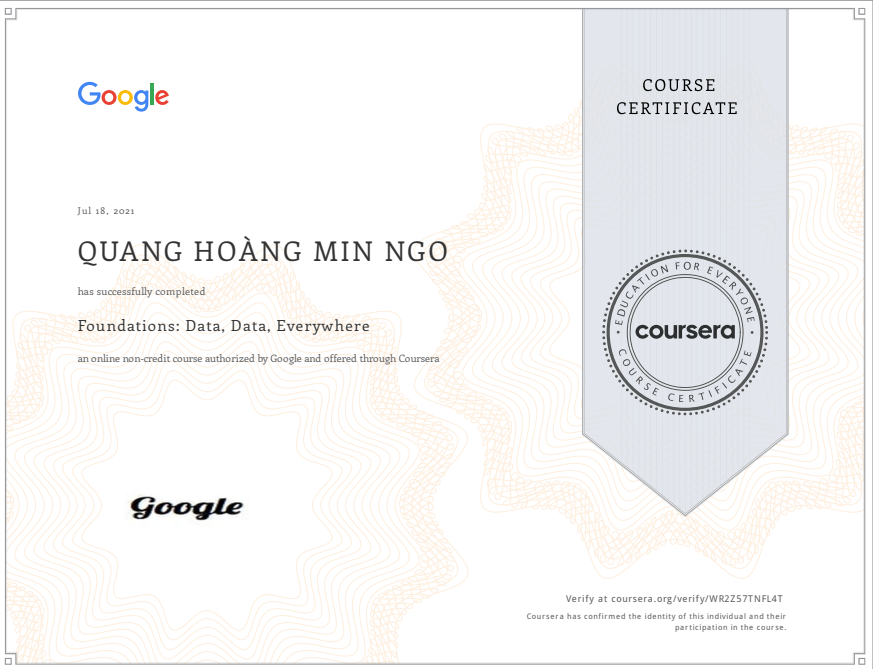 Google
COURSE
CERTIFICATE
Jul 18, 2021
QUANG HOÀNG MIN NGO
has successfully completed
Foundations: Data, Data, Everywhere
an online non-credit course authorized by Google and offered through Coursera
EDUCATION FOR EVERYONE
coursera
COURSE CERTIFICATE
Google
Verify at coursera.org/verify/WR2Z57TNFL4T
Coursera has confirmed the identity of this individual and their
participation in the course.